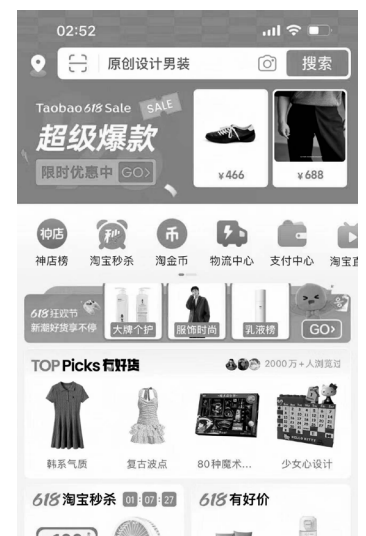 02:52
原创设计男装
搜索
Taobao 618 Sale SALE
超级爆款
限时优惠中 GO>
¥466
¥688
神店
秒
币
神店榜
淘宝秒杀
淘金币
物流中心
支付中心
淘宝直
618狂欢节
新潮好货享不停
大牌个护
服饰时尚
乳液榜
GO>
TOP Picks 有好货
2000万+人浏览过
韩系气质
复古波点
80种魔术...
少女心设计
618 淘宝秒杀 01:07:27
618 有好价